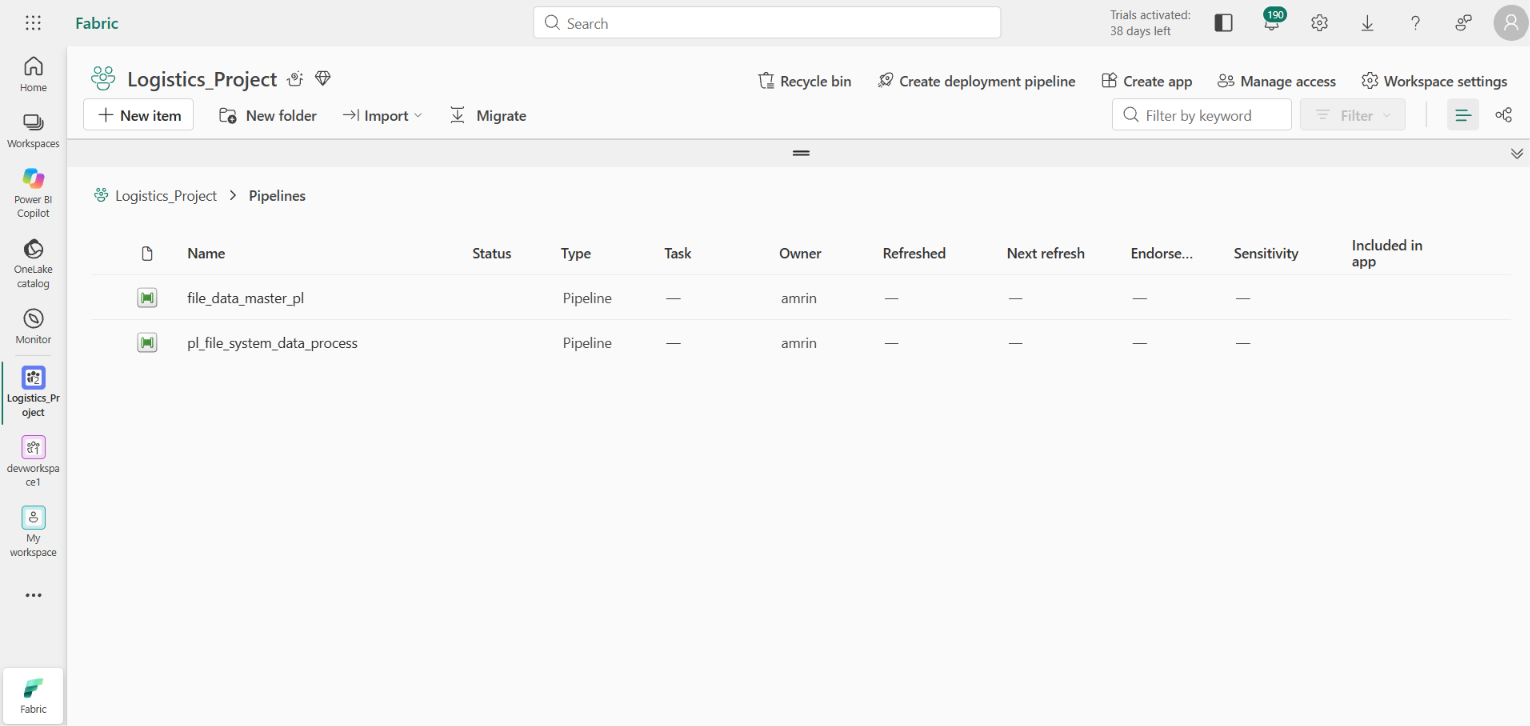 Fabric
Search
Trials activated:
38 days left
190
Home
Workspaces
Power BI
Copilot
OneLake
catalog
Monitor
Logistics_Pr
oject
devworkspa
ce1
My
workspace
Fabric
Logistics_Project
Recycle bin
Create deployment pipeline
Create app
Manage access
Workspace settings
New item
New folder
Import
Migrate
Filter by keyword
Filter
Logistics_Project > Pipelines
Name Status Type Task Owner Refreshed Next refresh Endorse... Sensitivity Included in
app
file_data_master_pl Pipeline — amrin — — — —
pl_file_system_data_process Pipeline — amrin — — — —